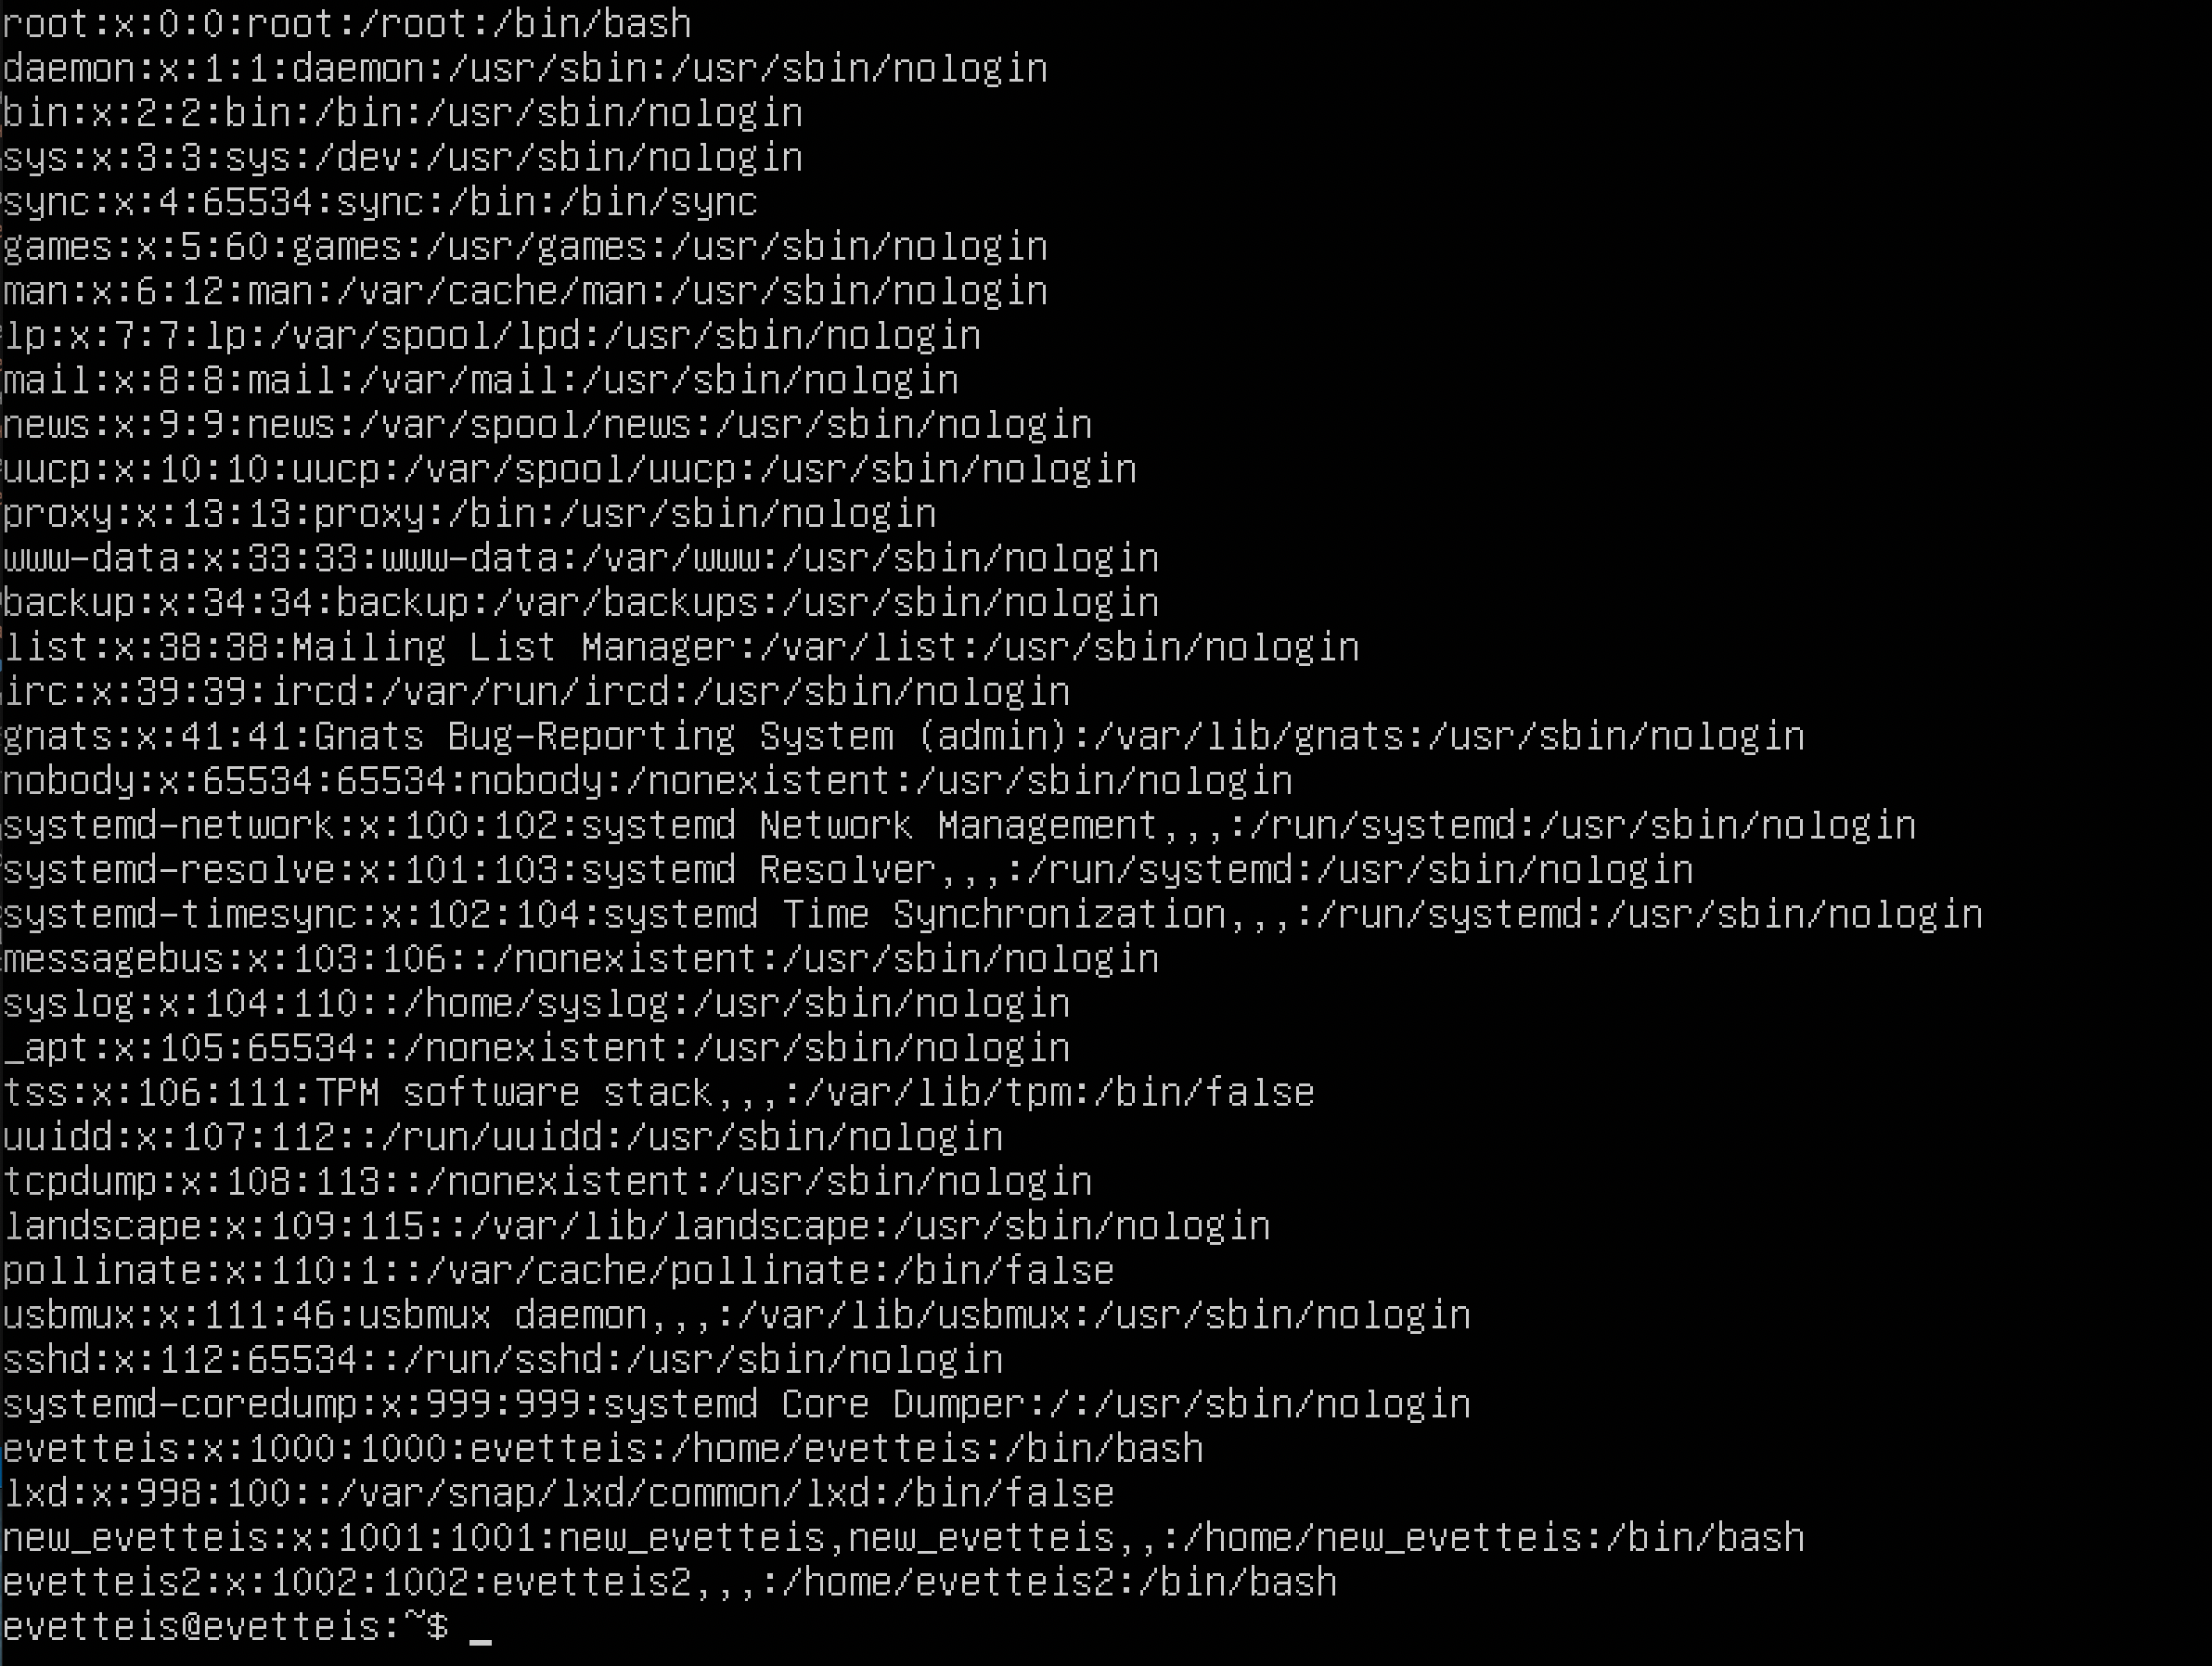 root:x:0:0:root:/root:/bin/bash
daemon:x:1:1:daemon:/usr/sbin:/usr/sbin/nologin
bin:x:2:2:bin:/bin:/usr/sbin/nologin
sys:x:3:3:sys:/dev:/usr/sbin/nologin
sync:x:4:65534:sync:/bin:/bin/sync
games:x:5:60:games:/usr/games:/usr/sbin/nologin
man:x:6:12:man:/var/cache/man:/usr/sbin/nologin
lp:x:7:7:lp:/var/spool/lpd:/usr/sbin/nologin
mail:x:8:8:mail:/var/mail:/usr/sbin/nologin
news:x:9:9:news:/var/spool/news:/usr/sbin/nologin
uucp:x:10:10:uucp:/var/spool/uucp:/usr/sbin/nologin
proxy:x:13:13:proxy:/bin:/usr/sbin/nologin
www-data:x:33:33:www-data:/var/www:/usr/sbin/nologin
backup:x:34:34:backup:/var/backups:/usr/sbin/nologin
list:x:38:38:Mailing List Manager:/var/list:/usr/sbin/nologin
irc:x:39:39:ircd:/var/run/ircd:/usr/sbin/nologin
gnats:x:41:41:Gnats Bug-Reporting System (admin):/var/lib/gnats:/usr/sbin/nologin
nobody:x:65534:65534:nobody:/nonexistent:/usr/sbin/nologin
systemd-network:x:100:102:systemd Network Management,,,:/run/systemd:/usr/sbin/nologin
systemd-resolve:x:101:103:systemd Resolver,,,:/run/systemd:/usr/sbin/nologin
systemd-timesync:x:102:104:systemd Time Synchronization,,,:/run/systemd:/usr/sbin/nologin
messagebus:x:103:106::/nonexistent:/usr/sbin/nologin
syslog:x:104:110::/home/syslog:/usr/sbin/nologin
_apt:x:105:65534::/nonexistent:/usr/sbin/nologin
tss:x:106:111:TPM software stack,,,:/var/lib/tpm:/bin/false
uuidd:x:107:112::/run/uuidd:/usr/sbin/nologin
tcpdump:x:108:113::/nonexistent:/usr/sbin/nologin
landscape:x:109:115::/var/lib/landscape:/usr/sbin/nologin
pollinate:x:110:1::/var/cache/pollinate:/bin/false
usbmux:x:111:46:usbmux daemon,,,:/var/lib/usbmux:/usr/sbin/nologin
sshd:x:112:65534::/run/sshd:/usr/sbin/nologin
systemd-coredump:x:999:999:systemd Core Dumper:/:/usr/sbin/nologin
evetteis:x:1000:1000:evetteis:/home/evetteis:/bin/bash
lxd:x:998:100::/var/snap/lxd/common/lxd:/bin/false
new_evetteis:x:1001:1001:new_evetteis,new_evetteis,,:/home/new_evetteis:/bin/bash
evetteis2:x:1002:1002:evetteis2,,,:/home/evetteis2:/bin/bash
evetteis@evetteis:~$ _